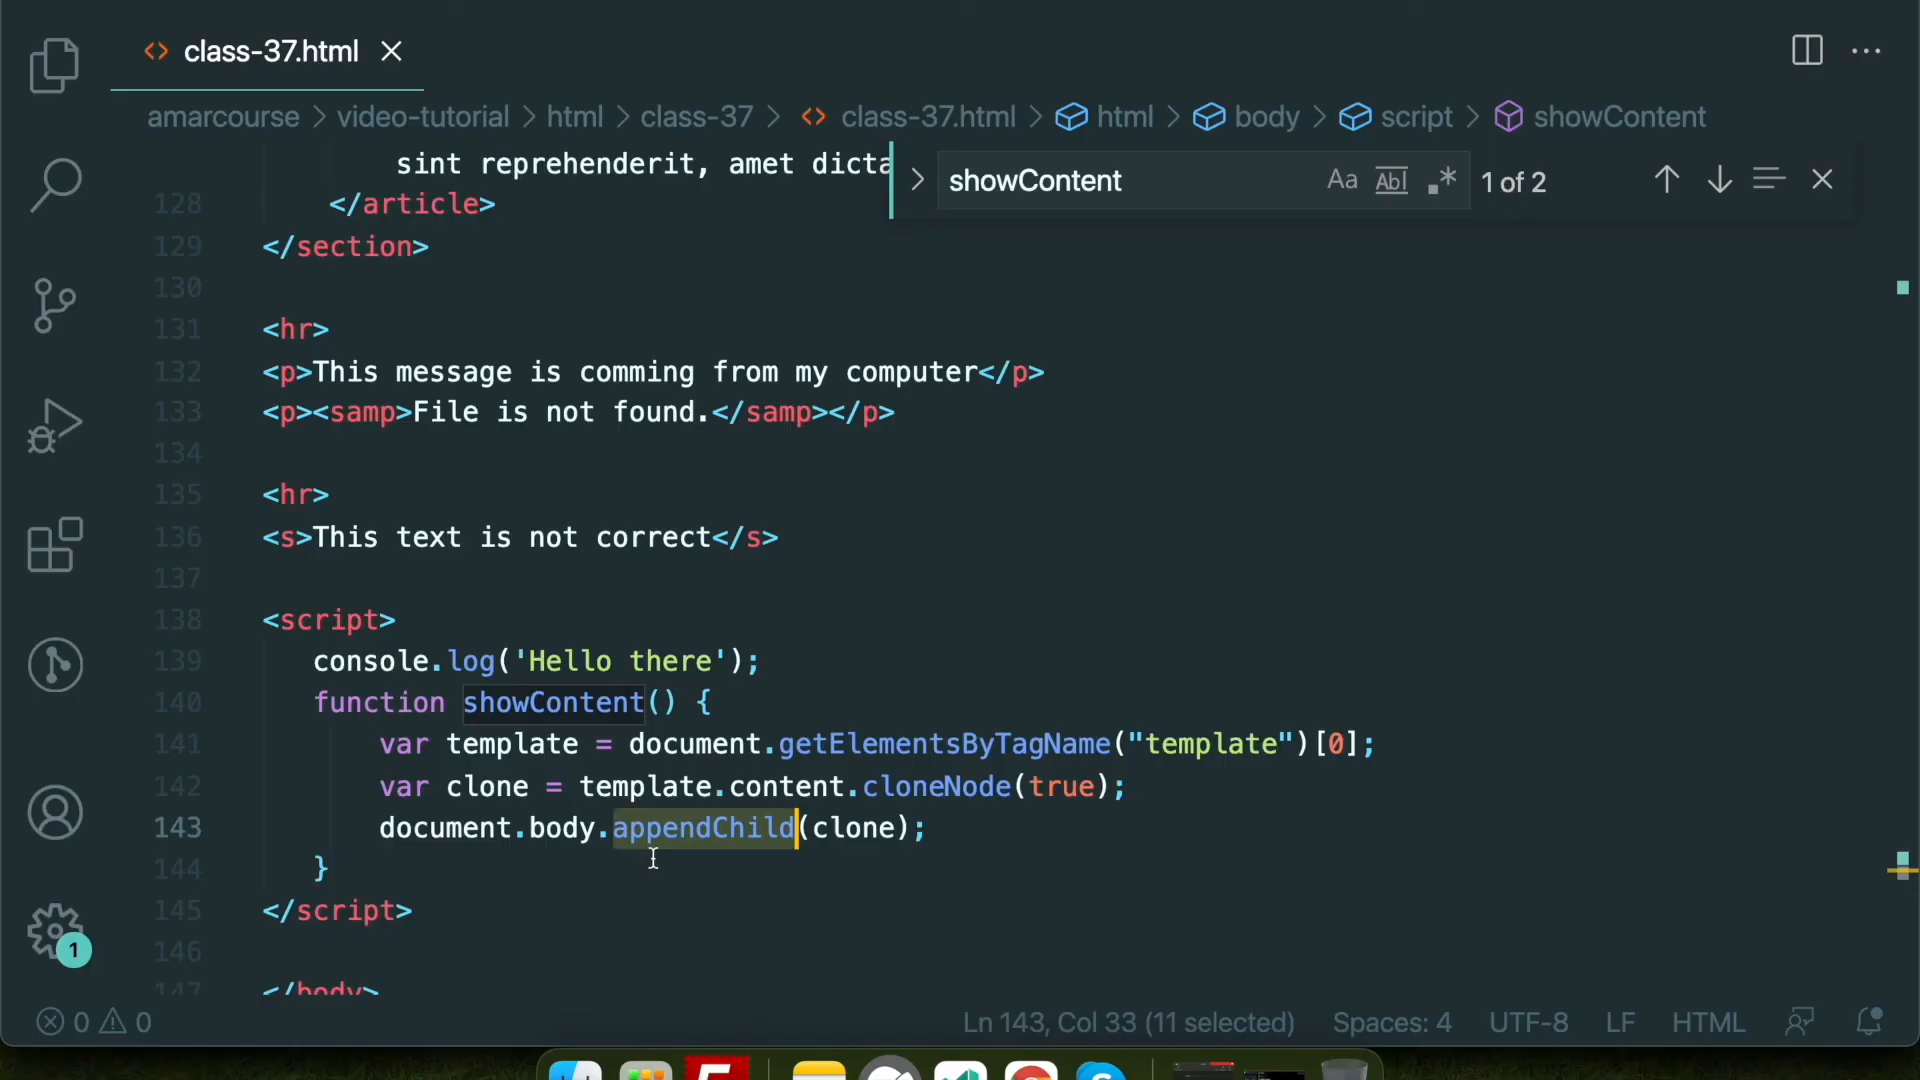 class-37.html
amarcourse > video-tutorial > html > class-37 > class-37.html > html > body > script > showContent
showContent Aa Abl .* 1 of 2
sint reprehenderit, amet dicta
128 </article>
129 </section>
130
131 <hr>
132 <p>This message is comming from my computer</p>
133 <p><samp>File is not found.</samp></p>
134
135 <hr>
136 <s>This text is not correct</s>
137
138 <script>
139 console.log('Hello there');
140 function showContent() {
141 var template = document.getElementsByTagName("template")[0];
142 var clone = template.content.cloneNode(true);
143 document.body.appendChild(clone);
144 }
145 </script>
146
147 </body>
1
0 0 Ln 143, Col 33 (11 selected) Spaces: 4 UTF-8 LF HTML